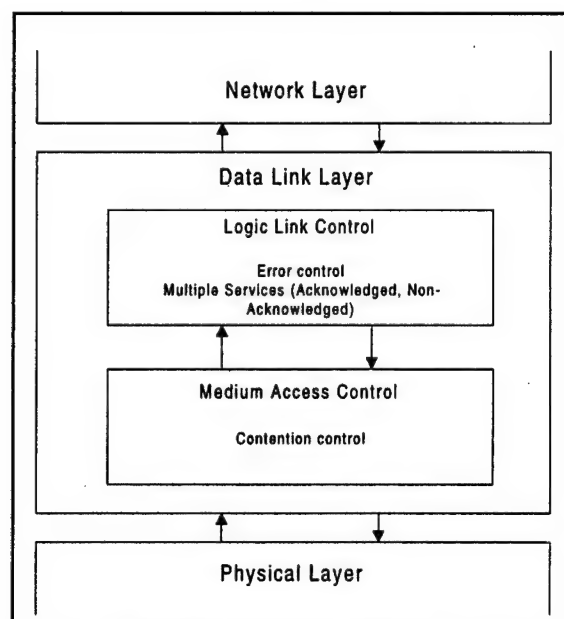 Network Layer
Data Link Layer
Logic Link Control
Error control
Multiple Services (Acknowledged, Non-
Acknowledged)
Medium Access Control
Contention control
Physical Layer